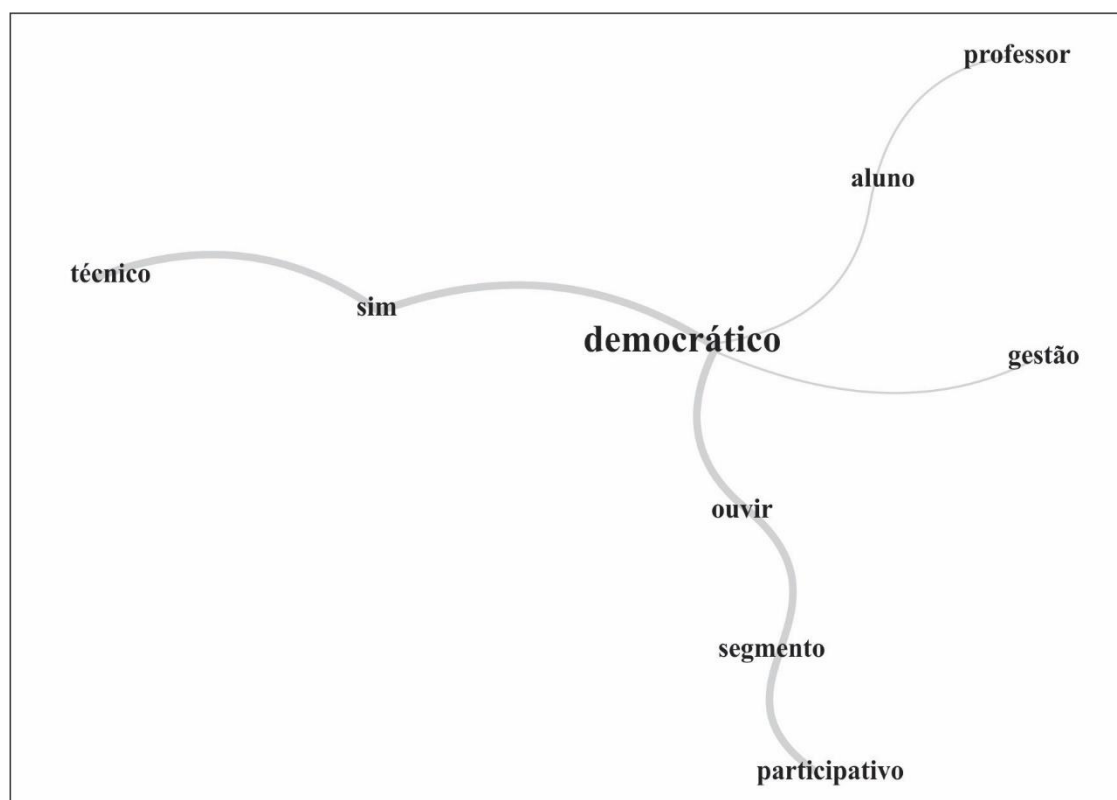 professor
aluno
técnico
sim
democrático
gestão
ouvir
segmento
participativo